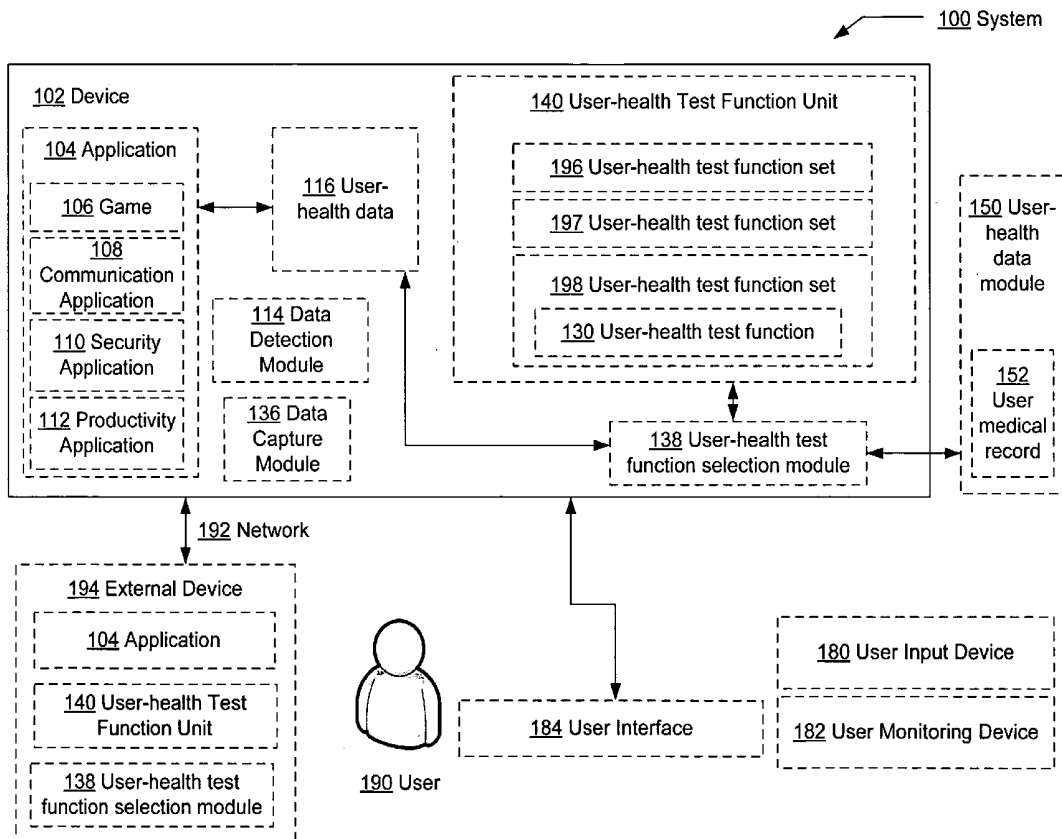 100 System
102 Device
104 Application
106 Game
108
Communication
Application
110 Security
Application
112 Productivity
Application
116 User-
health data
114 Data
Detection
Module
136 Data
Capture
Module
140 User-health Test Function Unit
196 User-health test function set
197 User-health test function set
198 User-health test function set
130 User-health test function
138 User-health test
function selection module
150 User-
health
data
module
152
User
medical
record
192 Network
194 External Device
104 Application
140 User-health Test
Function Unit
138 User-health test
function selection module
190 User
184 User Interface
180 User Input Device
182 User Monitoring Device